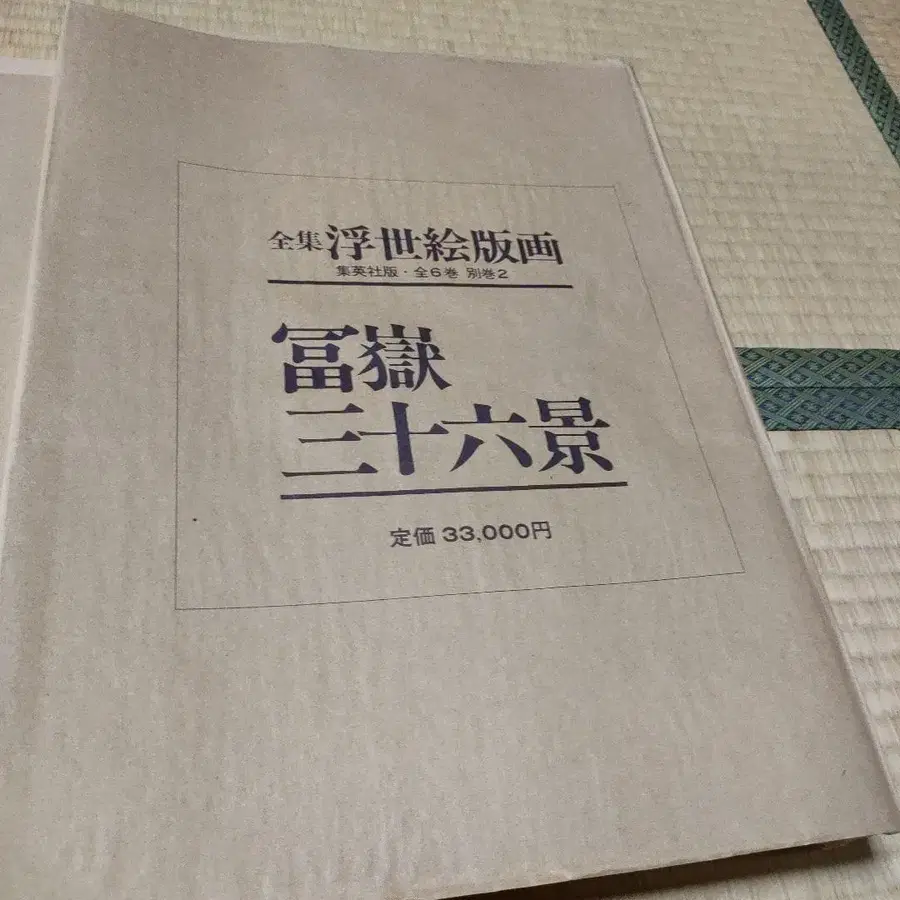 全集 浮世絵版画
集英社版・全6巻 別巻2
冨嶽
三十六景
定価 33,000円